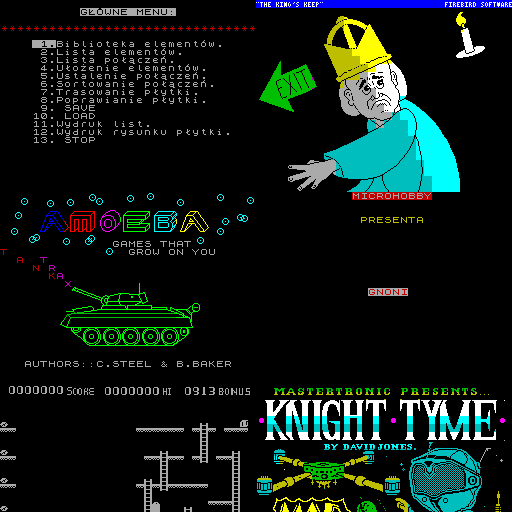 GŁÓWNE MENU:
1.Biblioteka elementów.
2.Lista elementów.
3.Lista połączeń.
4.Ułożenie elementów.
5.Ustalenie połączeń.
6.Sortowanie połączeń.
7.Trasowanie płytki.
8.Poprawianie płytki.
9. SAVE
10. LOAD
11.Wydruk list.
12.Wydruk rysunku płytki.
13. STOP
"THE KING'S KEEP" FIREBIRD SOFTWARE
EXIT
AMOEBA
GAMES THAT
GROW ON YOU
TANTRKAX
AUTHORS::C.STEEL & B.BAKER
MICROHOBBY
PRESENTA
GNONI
0000000 SCORE 0000000 HI 0913 BONUS
MASTERTRONIC PRESENTS...
KNIGHT TYME
BY DAVID JONES.